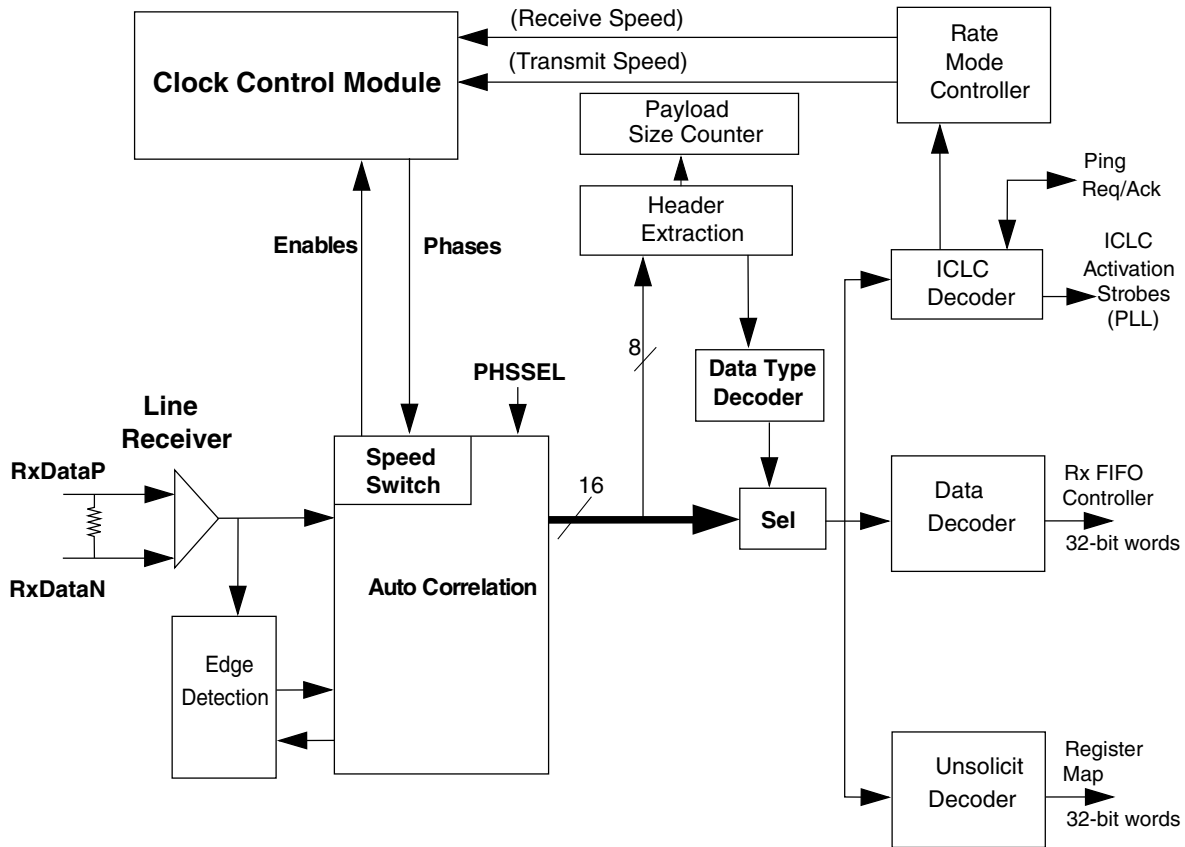 (Receive Speed)
(Transmit Speed)
Clock Control Module
Rate
Mode
Controller
Payload
Size Counter
Header
Extraction
Ping
Req/Ack
Enables
Phases
ICLC
Decoder
ICLC
Activation
Strobes
(PLL)
8
PHSSEL
Data Type
Decoder
Line
Receiver
RxDataP
RxDataN
Speed
Switch
16
Sel
Auto Correlation
Data
Decoder
Rx FIFO
Controller
32-bit words
Edge
Detection
Unsolicit
Decoder
Register
Map
32-bit words